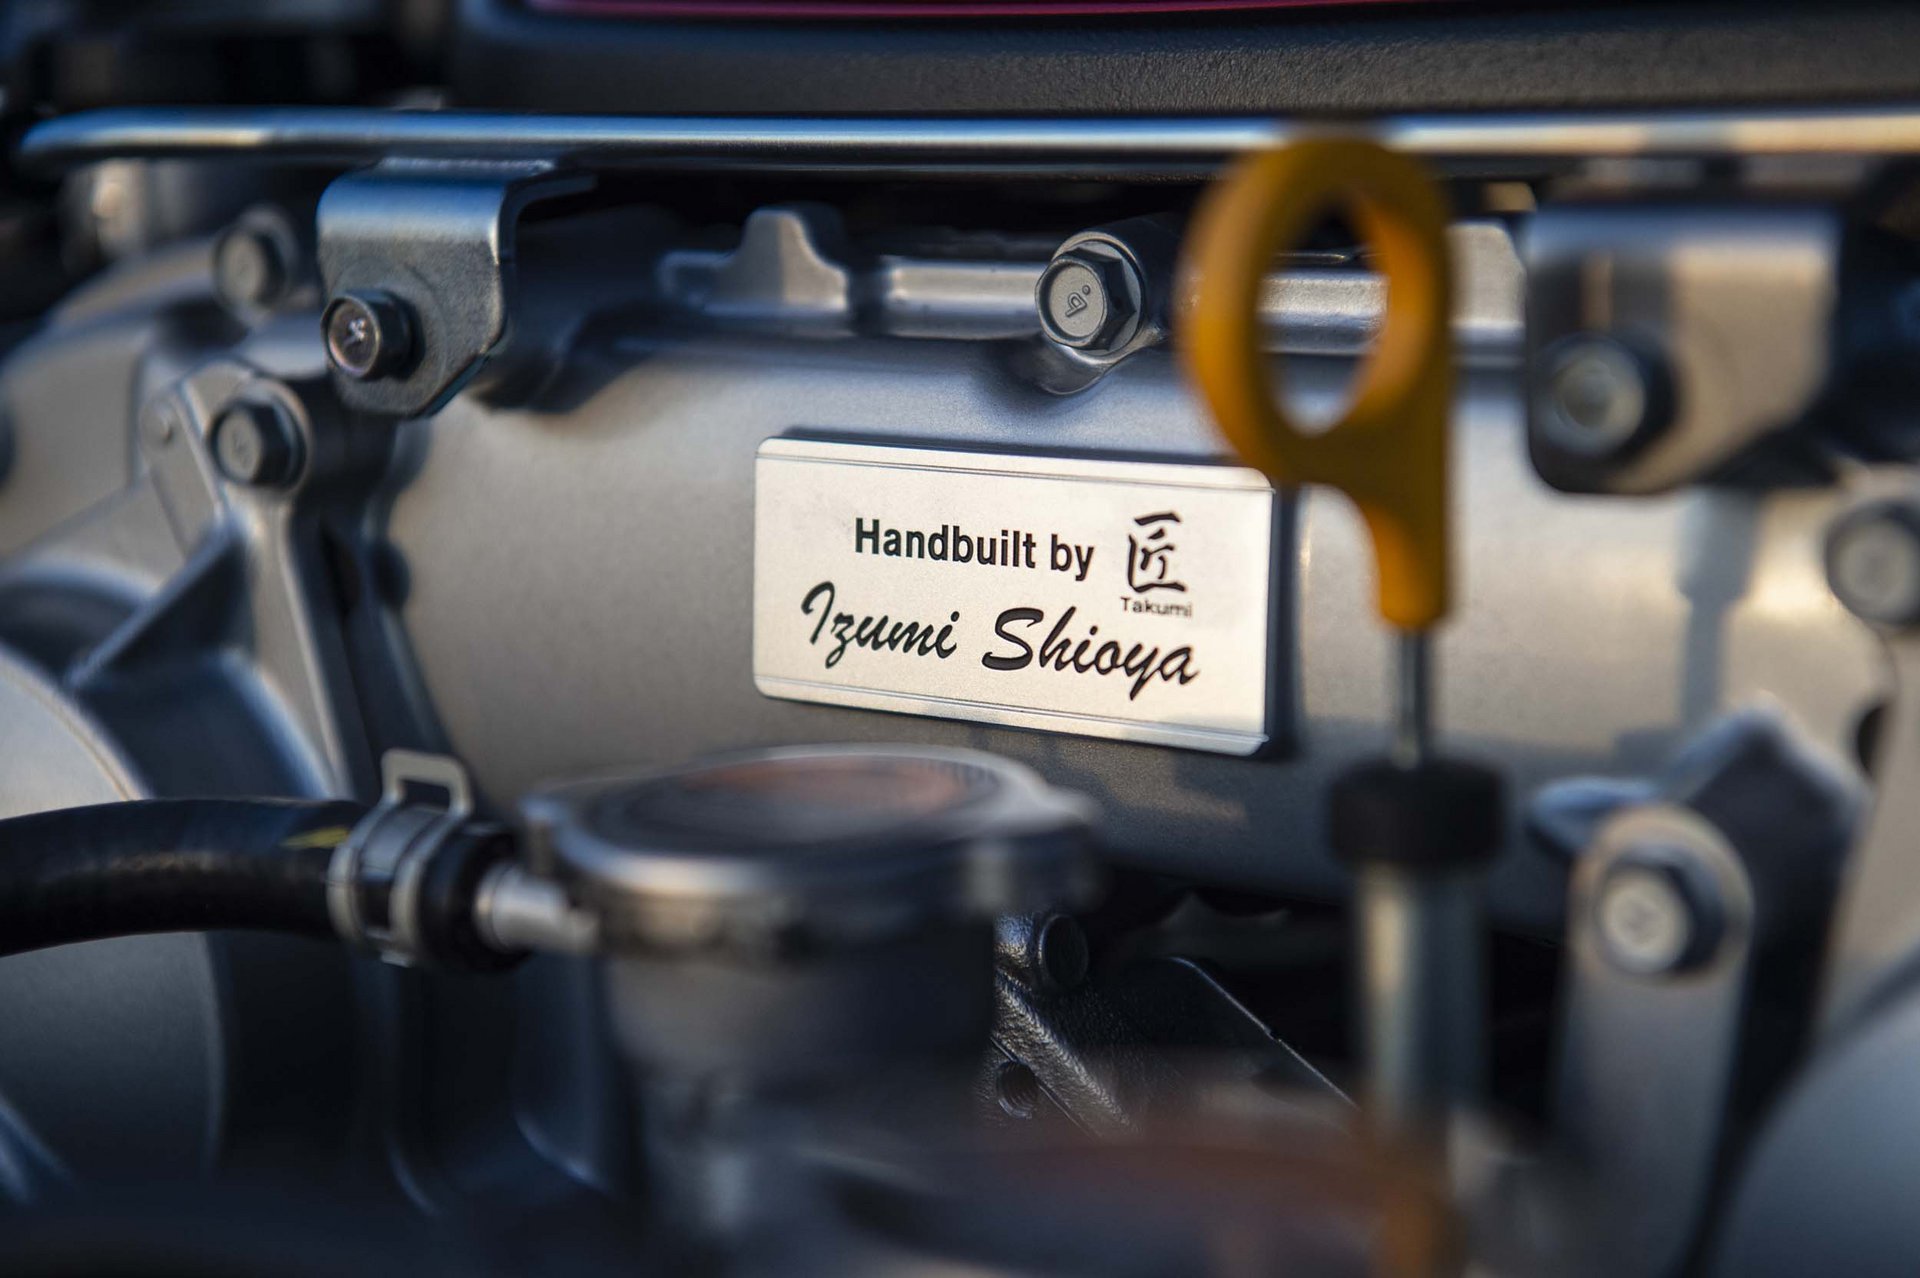 Handbuilt by 匠
Takumi
Izumi Shioya